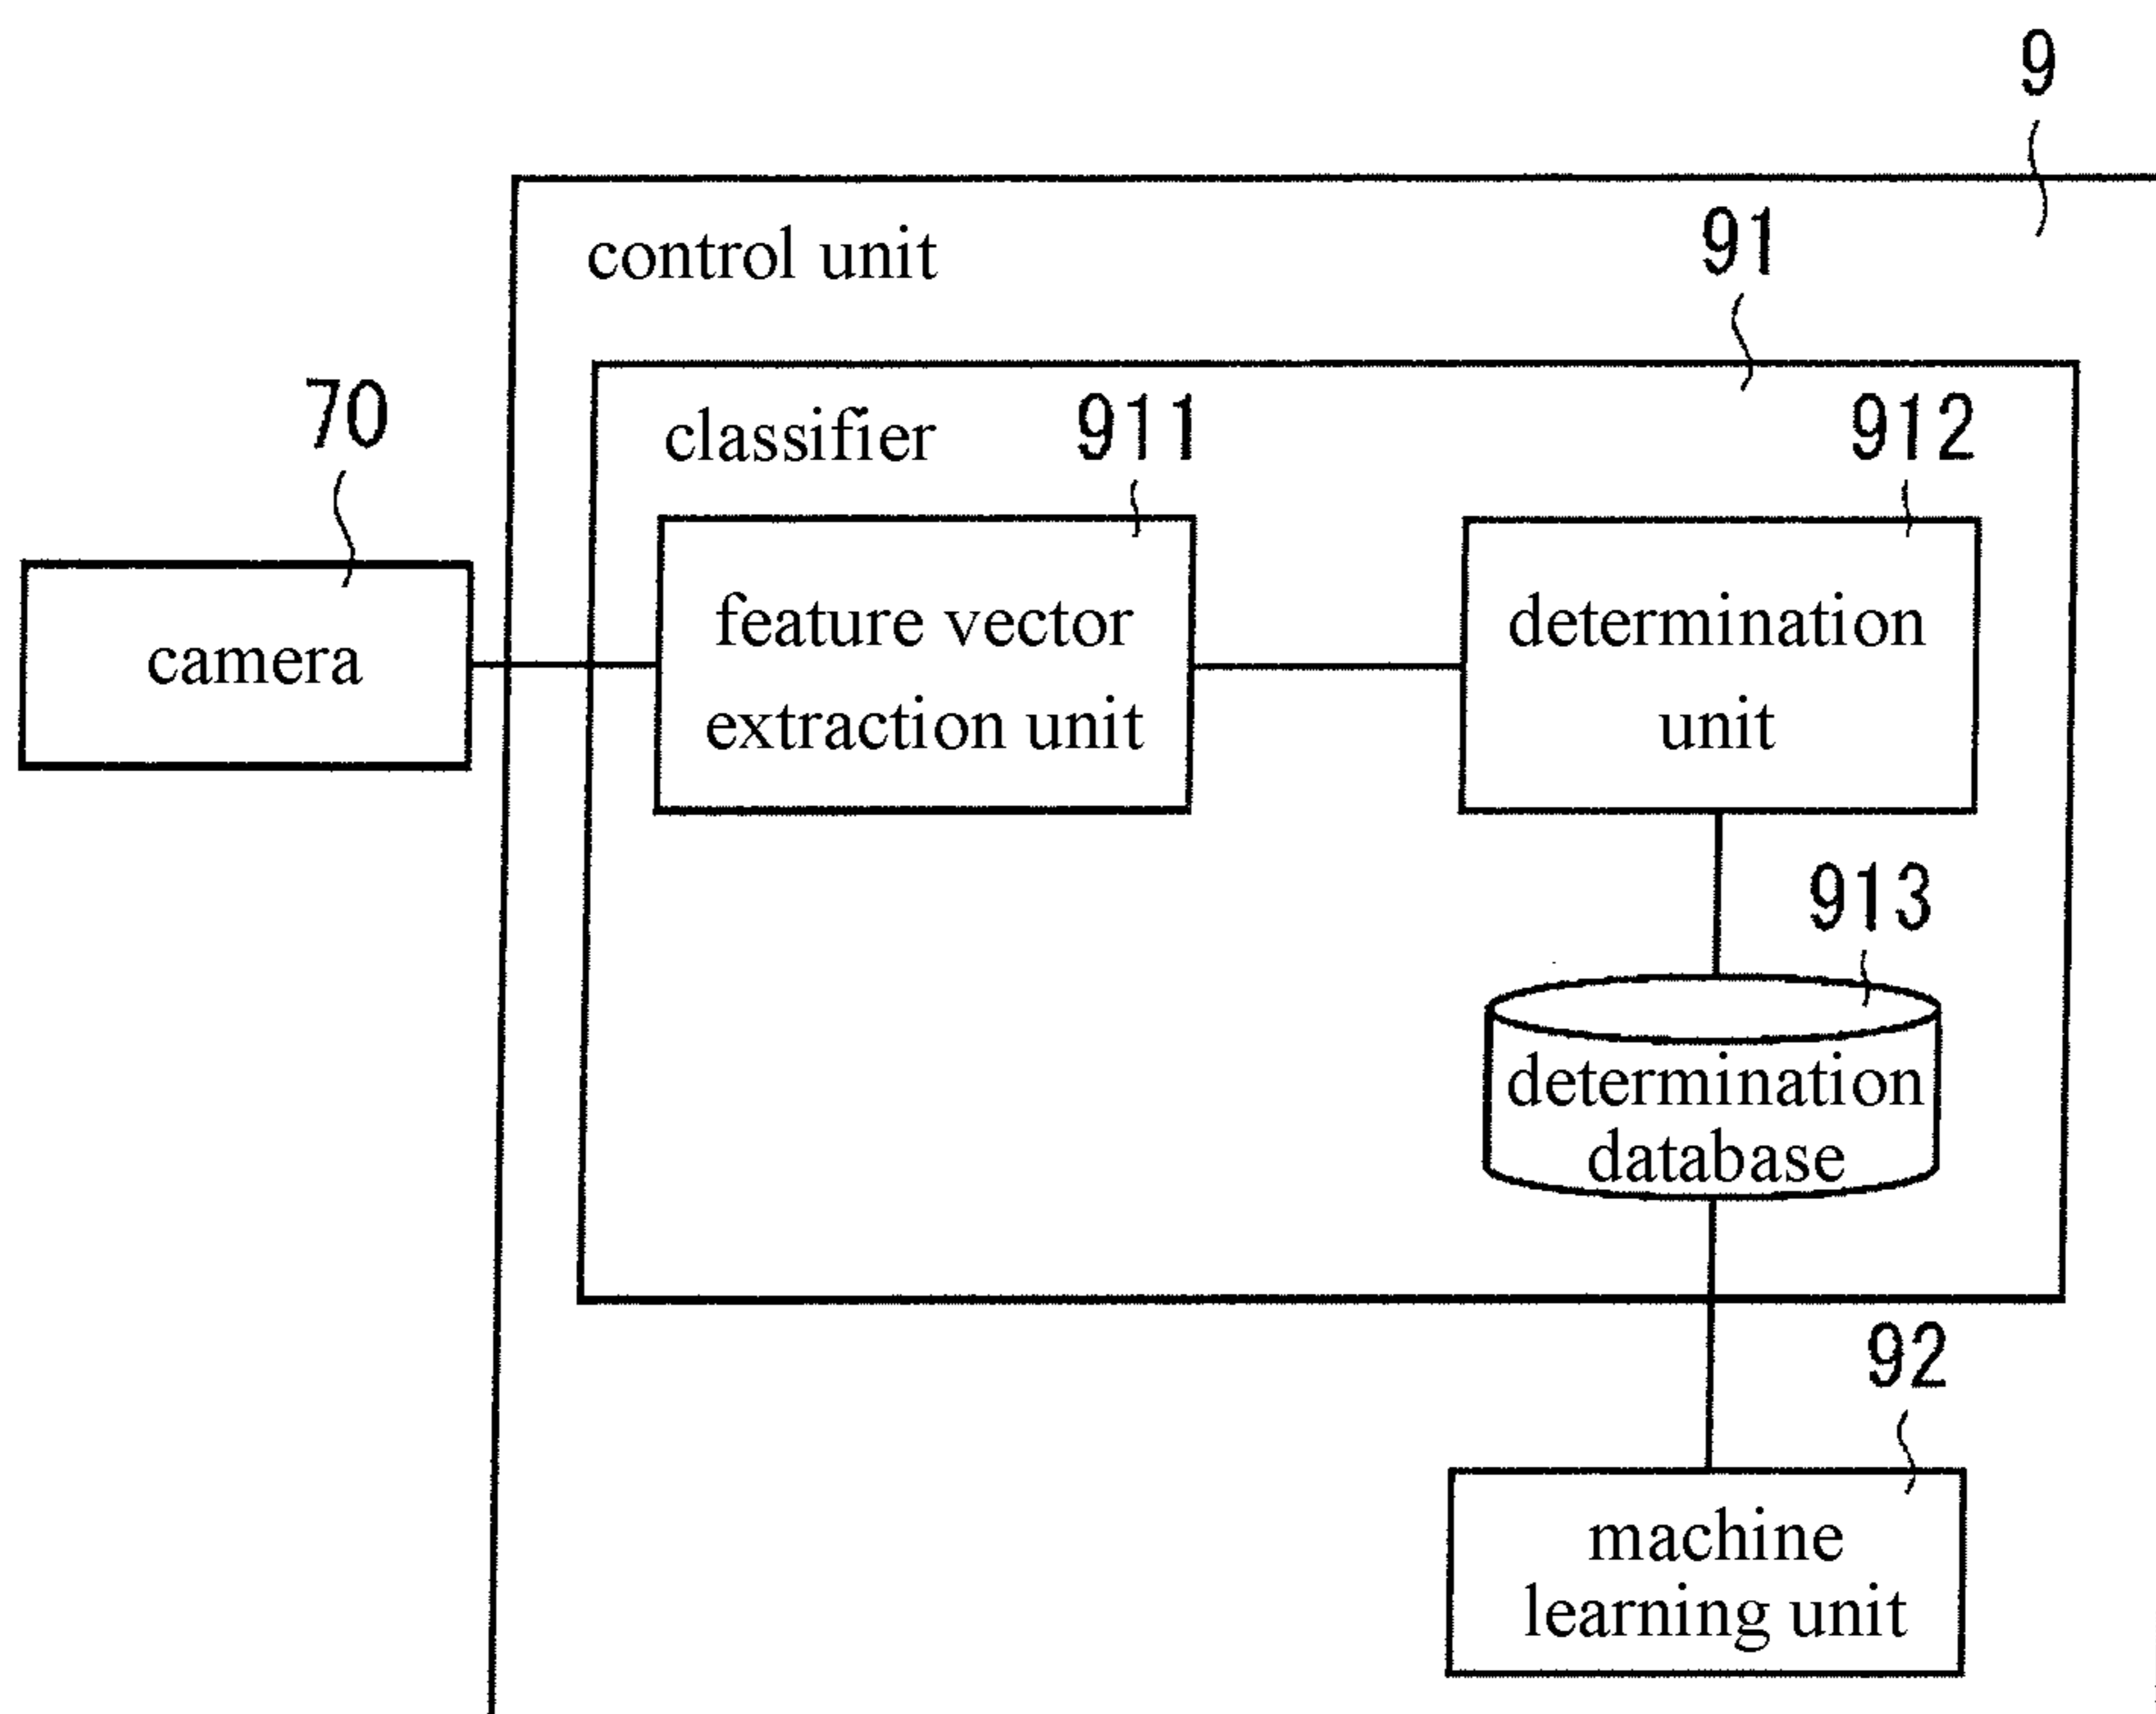 9
control unit
91
70
classifier
911
912
feature vector
extraction unit
determination
unit
camera
913
determination
database
92
machine
learning unit